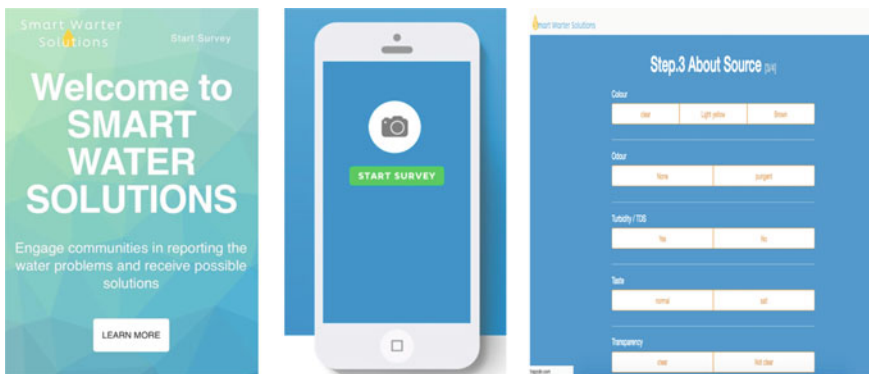 Smart Warter
Solutions
Start Survey
Welcome to
SMART
WATER
SOLUTIONS
Engage communities in reporting the
water problems and receive possible
solutions
LEARN MORE
START SURVEY
Smart Warter Solutions
Step.3 About Source [3/4]
Colour
clear Light yellow Brown
Odour
None pungent
Turbidity / TDS
Yes No
Taste
normal salt
Transparency
clear Not clear